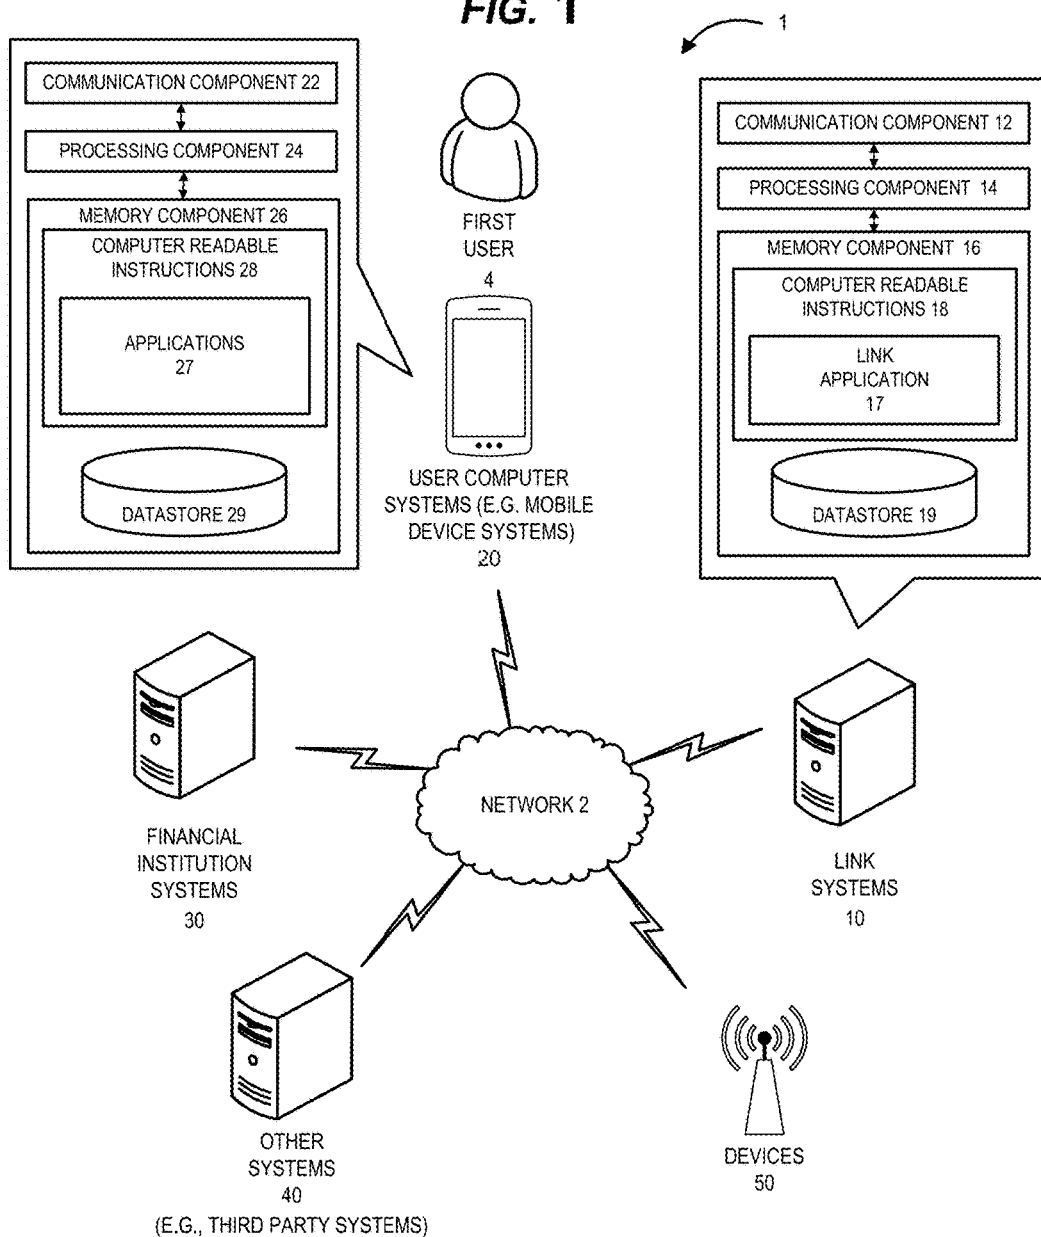 FIG. 1
1
COMMUNICATION COMPONENT 22
PROCESSING COMPONENT 24
MEMORY COMPONENT 26
COMPUTER READABLE
INSTRUCTIONS 28
APPLICATIONS
27
DATASTORE 29
FIRST
USER
4
USER COMPUTER
SYSTEMS (E.G. MOBILE
DEVICE SYSTEMS)
20
COMMUNICATION COMPONENT 12
PROCESSING COMPONENT 14
MEMORY COMPONENT 16
COMPUTER READABLE
INSTRUCTIONS 18
LINK
APPLICATION
17
DATASTORE 19
NETWORK 2
FINANCIAL
INSTITUTION
SYSTEMS
30
LINK
SYSTEMS
10
OTHER
SYSTEMS
40
(E.G., THIRD PARTY SYSTEMS)
DEVICES
50